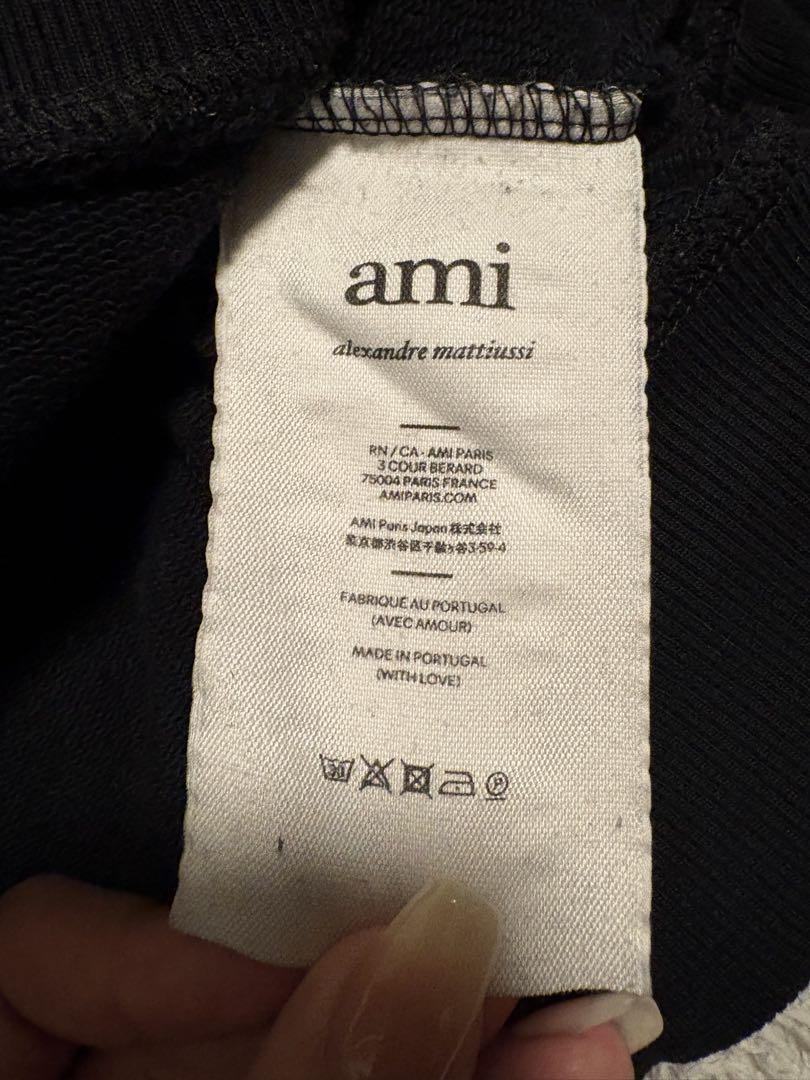 ami
alexandre mattiussi
RN / CA - AMI PARIS
3 COUR BERARD
75004 PARIS FRANCE
AMIPARIS.COM
AMI Paris Japan 株式会社
東京都渋谷区千駄ヶ谷3-59-4
FABRIQUÉ AU PORTUGAL
(AVEC AMOUR)
MADE IN PORTUGAL
(WITH LOVE)
30
P